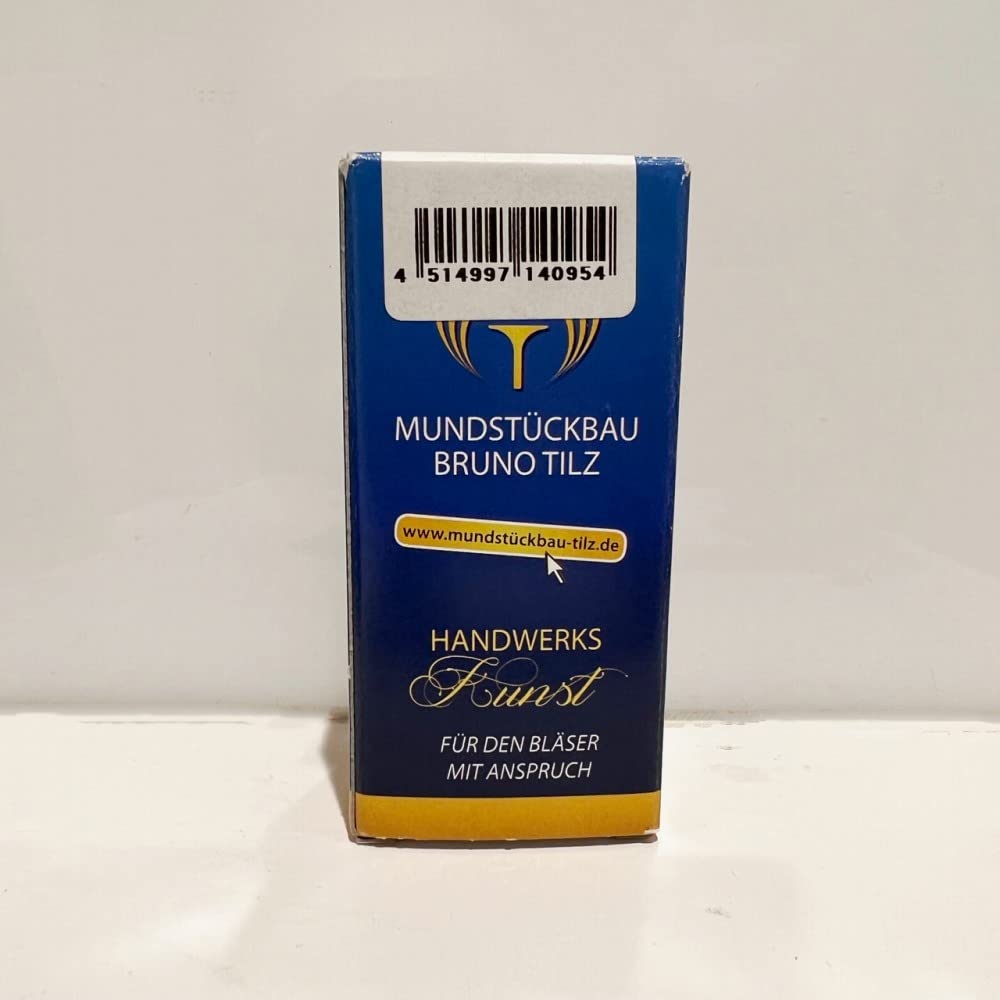 4 514997 140954
MUNDSTÜCKBAU
BRUNO TILZ
www.mundstückbau-tilz.de
HANDWERKS
Kunst
FÜR DEN BLÄSER
MIT ANSPRUCH